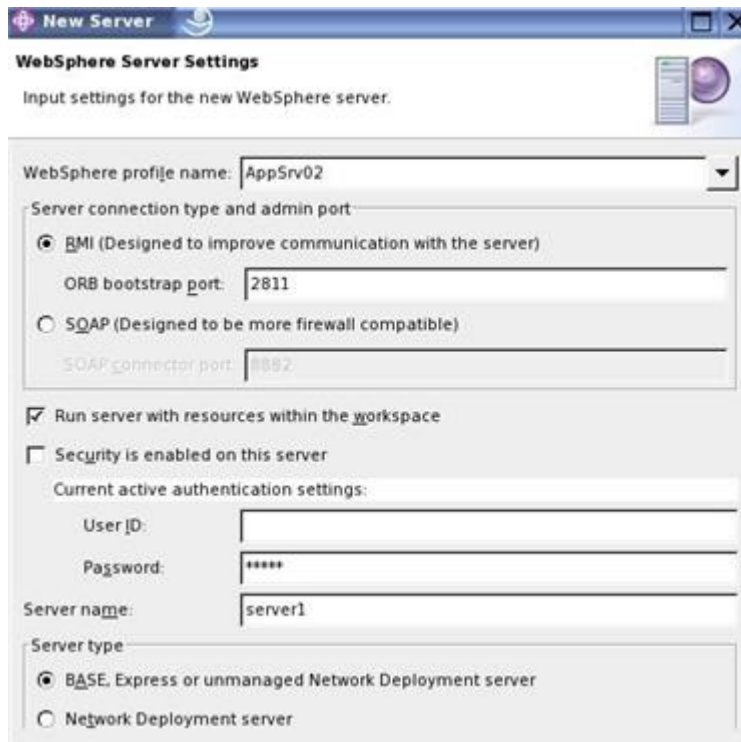 New Server
WebSphere Server Settings
Input settings for the new WebSphere server.
WebSphere profile name: AppSrv02
Server connection type and admin port
RMI (Designed to improve communication with the server)
ORB bootstrap port: 2811
SOAP (Designed to be more firewall compatible)
SOAP connector port: 8882
Run server with resources within the workspace
Security is enabled on this server
Current active authentication settings:
User ID:
Password: *****
Server name: server1
Server type
BASE, Express or unmanaged Network Deployment server
Network Deployment server